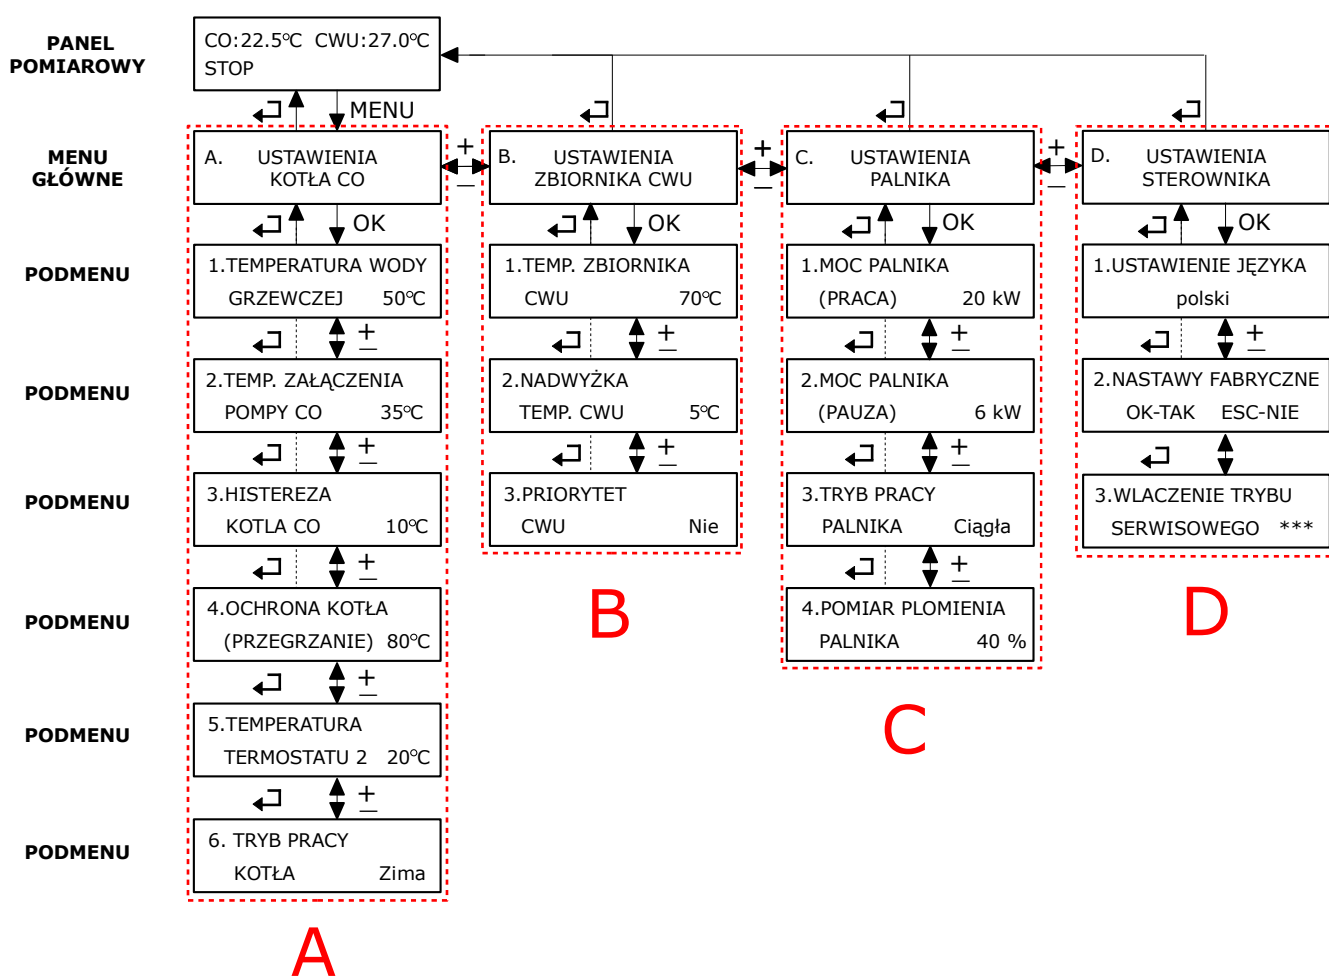 PANEL
POMIAROWY
CO:22.5°C CWU:27.0°C
STOP
MENU
MENU
GŁÓWNE
A. USTAWIENIA
KOTŁA CO
+
−
B. USTAWIENIA
ZBIORNIKA CWU
+
−
C. USTAWIENIA
PALNIKA
+
−
D. USTAWIENIA
STEROWNIKA
OK
OK
OK
OK
PODMENU
1.TEMPERATURA WODY
GRZEWCZEJ 50°C
1.TEMP. ZBIORNIKA
CWU 70°C
1.MOC PALNIKA
(PRACA) 20 kW
1.USTAWIENIE JĘZYKA
polski
+
−
+
−
+
−
+
−
PODMENU
2.TEMP. ZAŁĄCZENIA
POMPY CO 35°C
2.NADWYŻKA
TEMP. CWU 5°C
2.MOC PALNIKA
(PAUZA) 6 kW
2.NASTAWY FABRYCZNE
OK-TAK ESC-NIE
+
−
+
−
+
−
PODMENU
3.HISTEREZA
KOTLA CO 10°C
3.PRIORYTET
CWU Nie
3.TRYB PRACY
PALNIKA Ciągła
3.WLACZENIE TRYBU
SERWISOWEGO ***
+
−
+
−
PODMENU
4.OCHRONA KOTŁA
(PRZEGRZANIE) 80°C
B
4.POMIAR PLOMIENIA
PALNIKA 40 %
D
+
−
PODMENU
5.TEMPERATURA
TERMOSTATU 2 20°C
C
+
−
PODMENU
6. TRYB PRACY
KOTŁA Zima
A